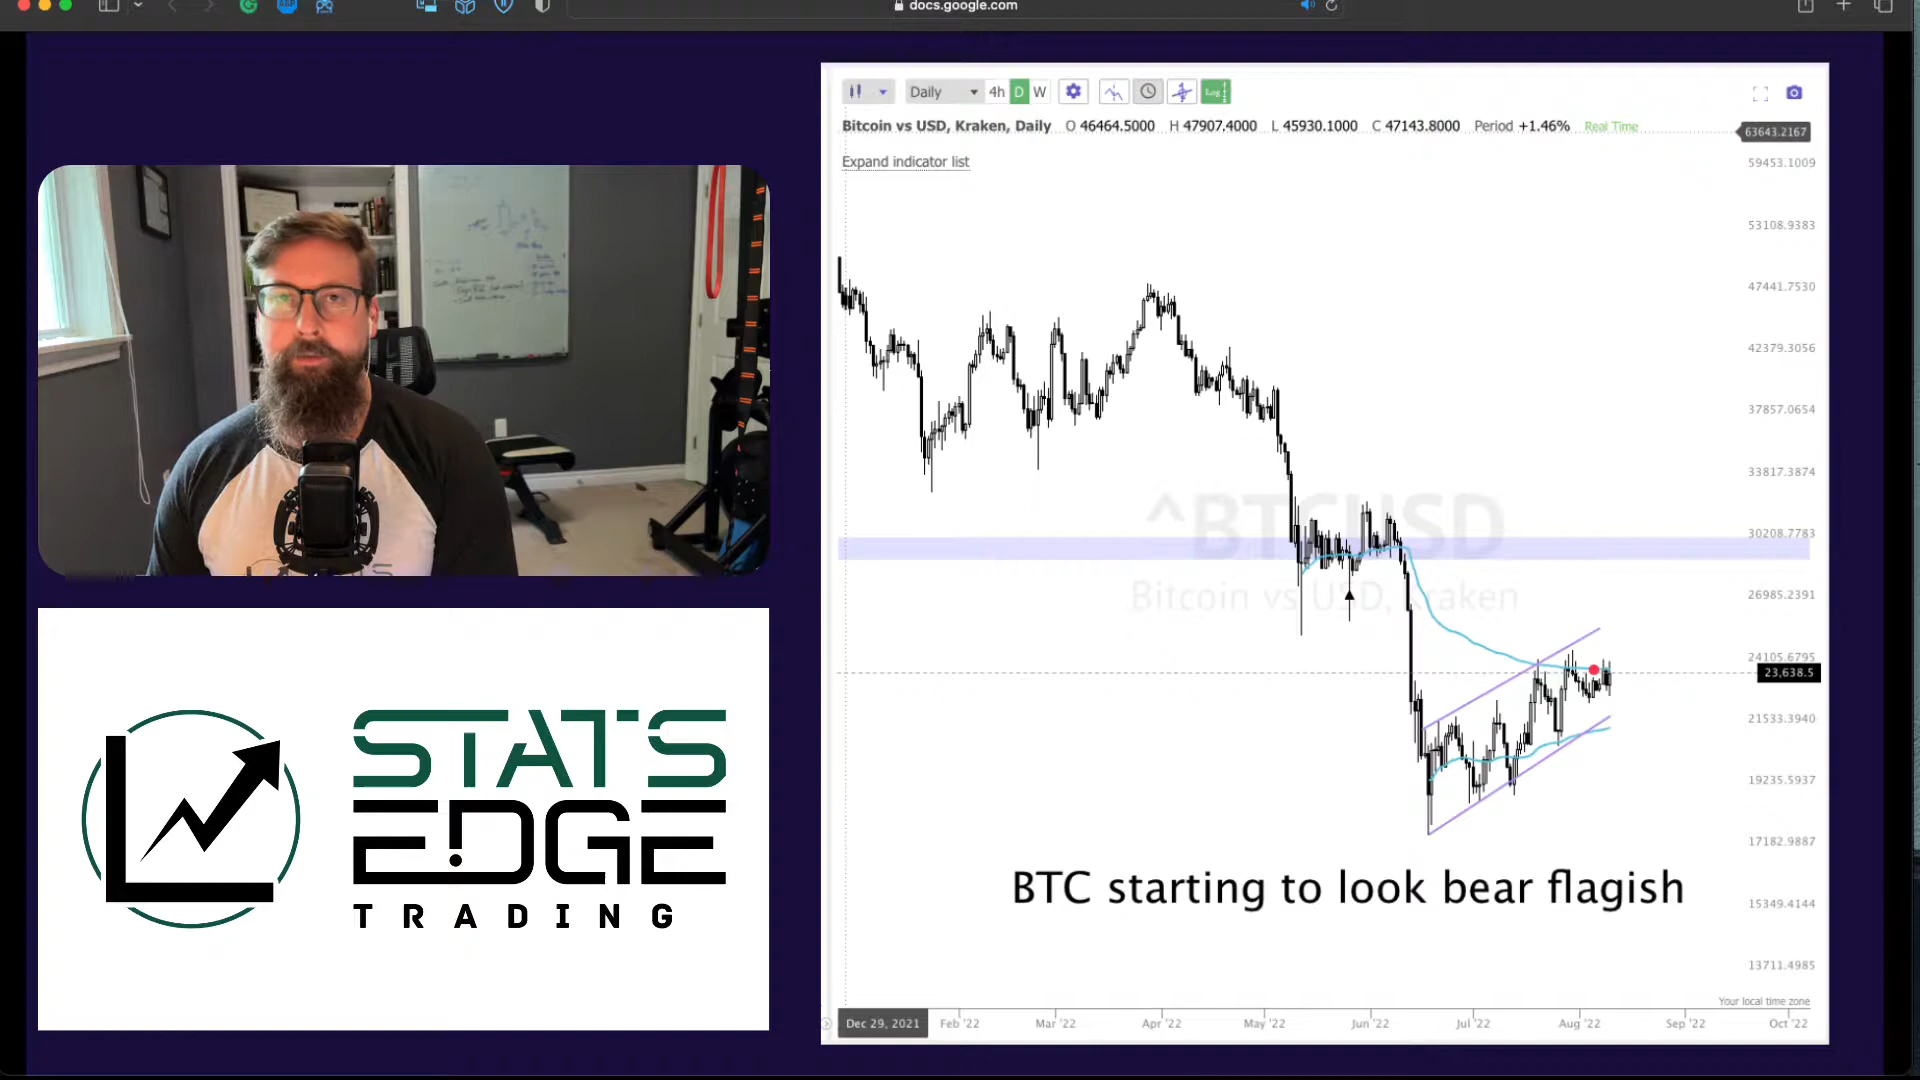 docs.google.com
Daily 4h D W Log
Bitcoin vs USD, Kraken, Daily O 46464.5000 H 47907.4000 L 45930.1000 C 47143.8000 Period +1.46% Real Time
63643.2167
Expand indicator list
59453.1009
53108.9383
47441.7530
42379.3056
37857.0654
33817.3874
^BTCUSD
30208.7783
Bitcoin vs USD, Kraken
26985.2391
24105.6795
23,638.5
21533.3940
19235.5937
17182.9887
BTC starting to look bear flagish
15349.4144
13711.4985
Your local time zone
Dec 29, 2021 Feb '22 Mar '22 Apr '22 May '22 Jun '22 Jul '22 Aug '22 Sep '22 Oct '22
STATS
EDGE
TRADING